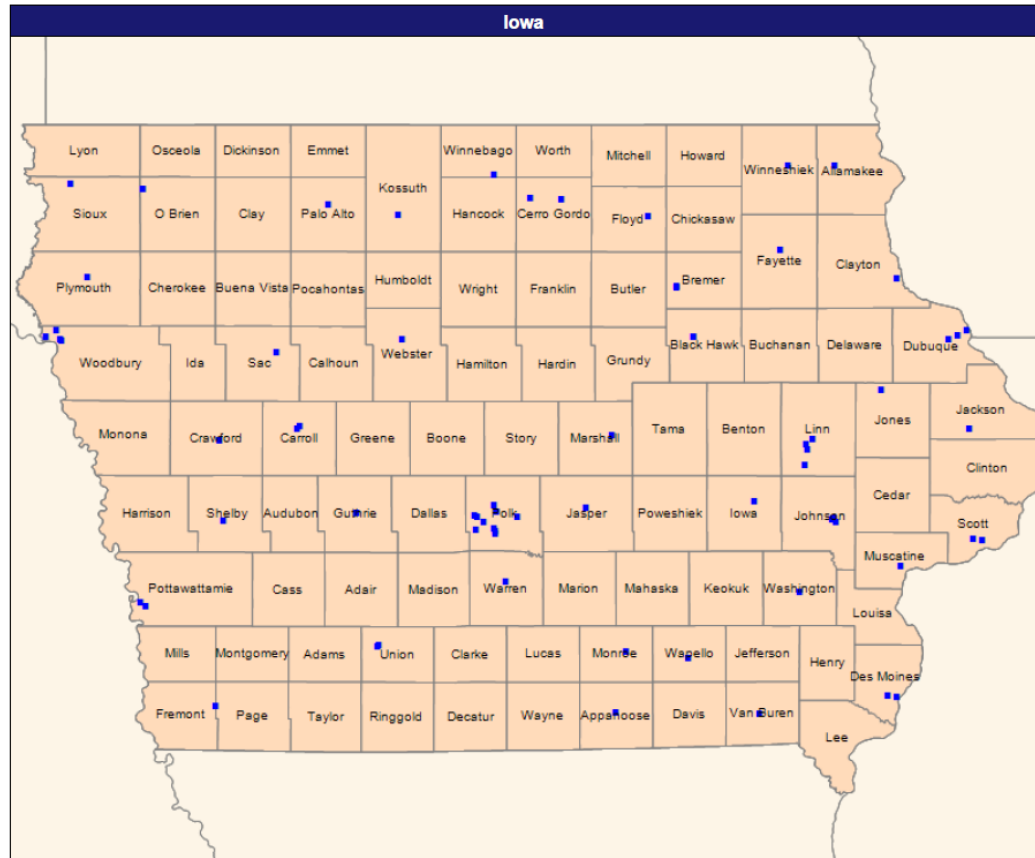 Iowa
Lyon Osceola Dickinson Emmet Winnebago Worth Mitchell Howard Winneshiek Allamakee
Kossuth
Sioux O Brien Clay Palo Alto Hancock Cerro Gordo Floyd Chickasaw
Fayette Clayton
Plymouth Cherokee Buena Vista Pocahontas Humboldt Wright Franklin Butler Bremer
Woodbury Ida Sac Calhoun Webster Hamilton Hardin Grundy Black Hawk Buchanan Delaware Dubuque
Monona Crawford Carroll Greene Boone Story Marshall Tama Benton Linn Jones Jackson
Clinton
Harrison Shelby Audubon Guthrie Dallas Polk Jasper Poweshiek Iowa Johnson Cedar Scott
Muscatine
Pottawattamie Cass Adair Madison Warren Marion Mahaska Keokuk Washington Louisa
Mills Montgomery Adams Union Clarke Lucas Monroe Wapello Jefferson Henry Des Moines
Fremont Page Taylor Ringgold Decatur Wayne Appanoose Davis Van Buren Lee